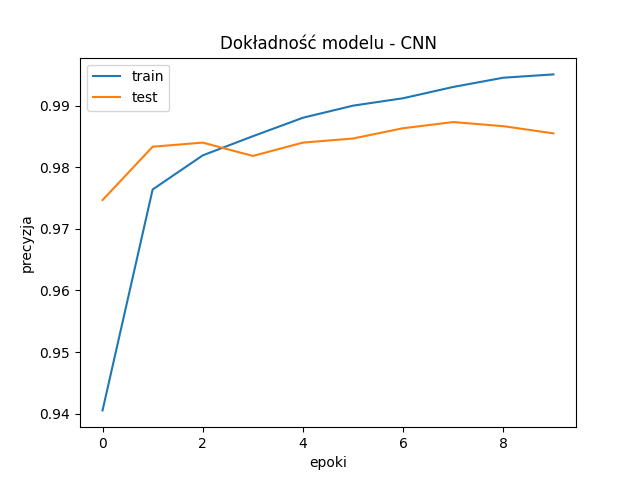 Dokładność modelu - CNN
train
test
precyzja
0.99
0.98
0.97
0.96
0.95
0.94
0
2
4
6
8
epoki